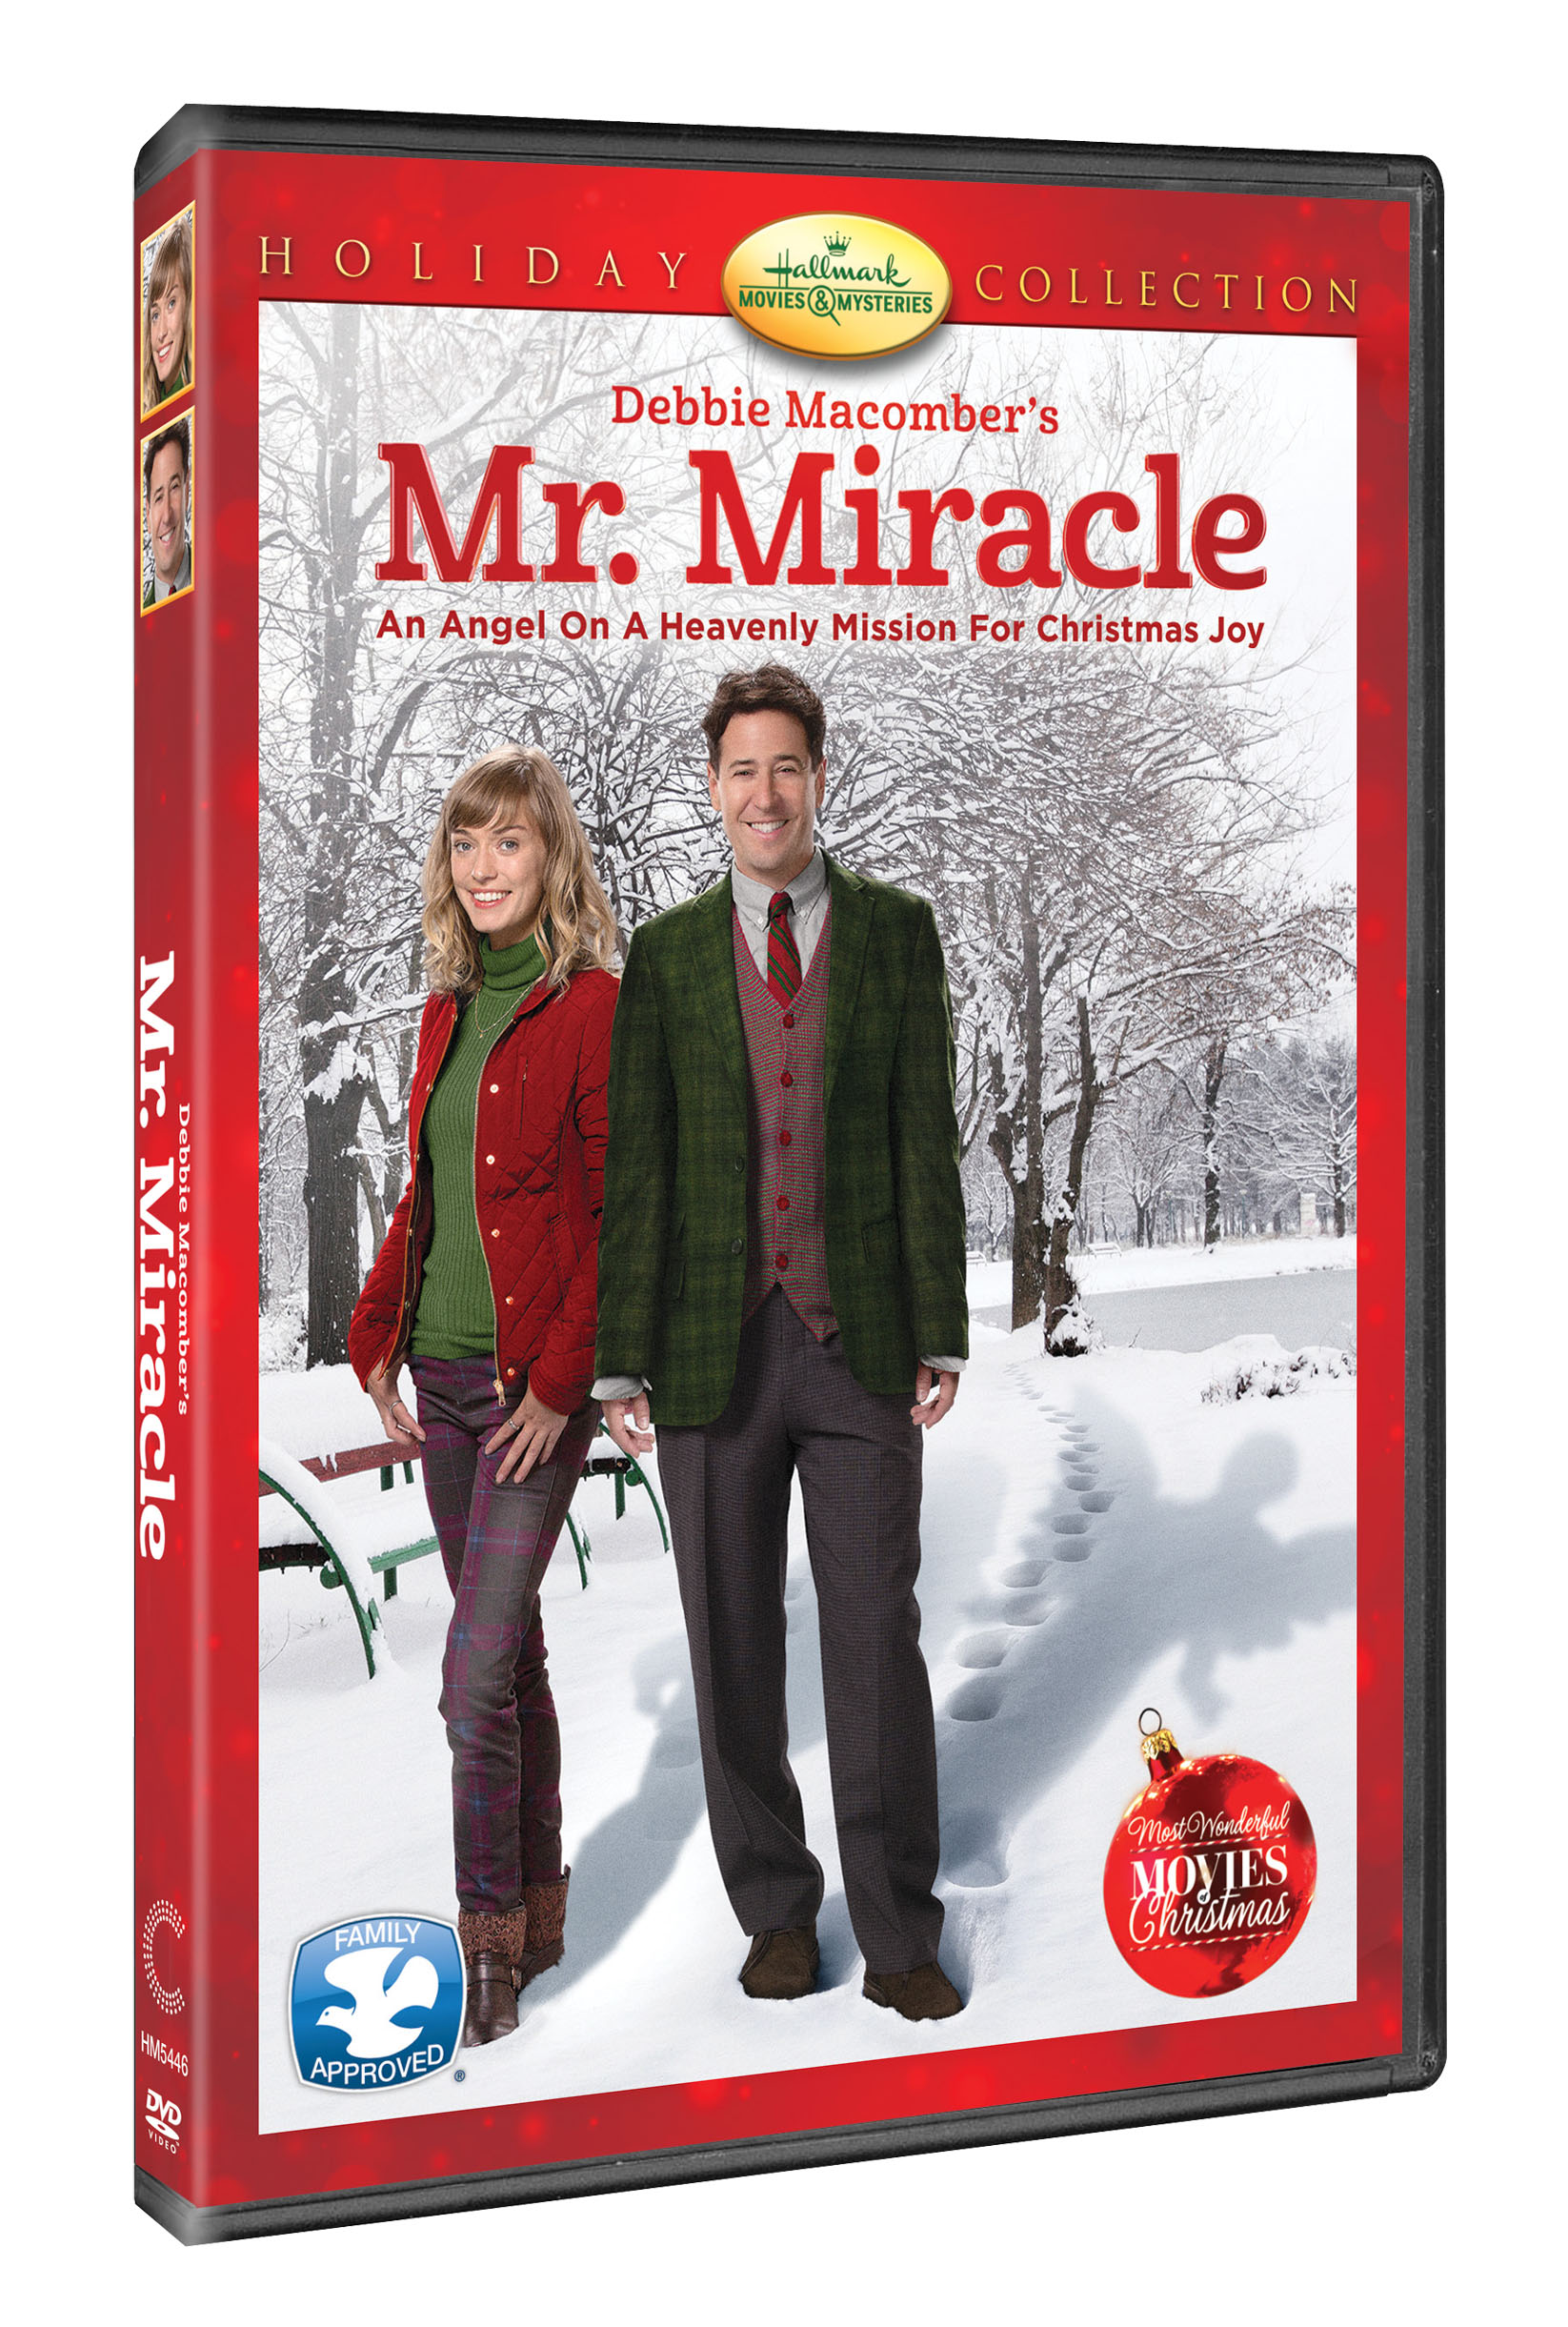 HOLIDAY
Hallmark
MOVIES & MYSTERIES
COLLECTION
Debbie Macomber's
Mr. Miracle
An Angel On A Heavenly Mission For Christmas Joy
FAMILY
APPROVED
®
Most Wonderful
MOVIES
of
Christmas
Debbie Macomber's
Mr. Miracle
C
HM5446
DVD
VIDEO